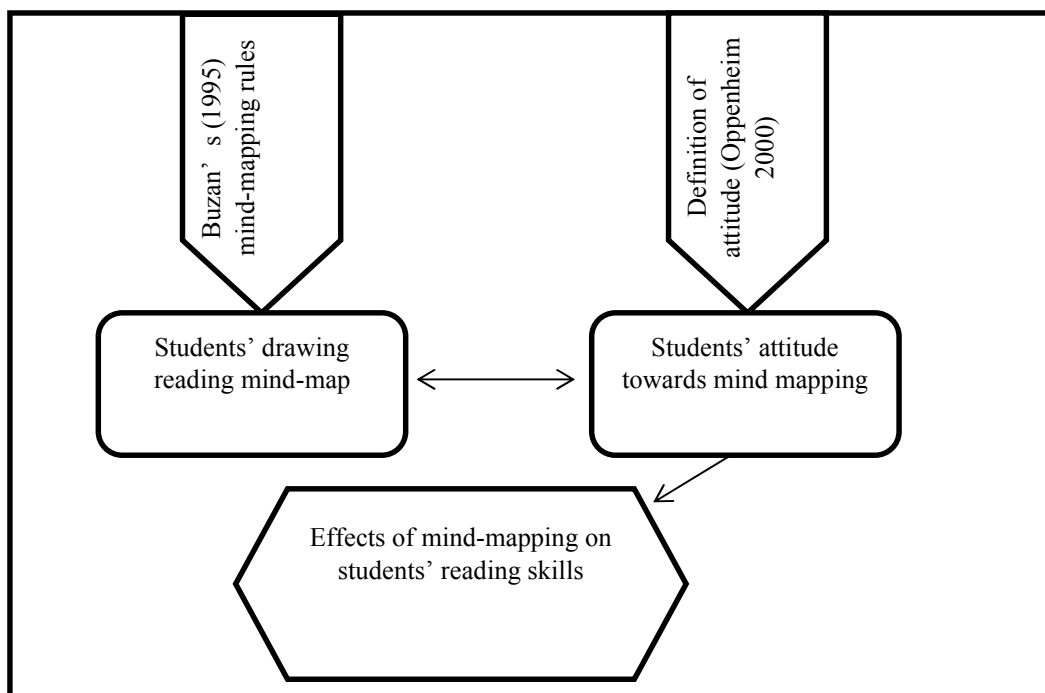 Buzan’ s (1995)
mind-mapping rules
Definition of
attitude (Oppenheim
2000)
Students’ drawing
reading mind-map
Students’ attitude
towards mind mapping
Effects of mind-mapping on
students’ reading skills